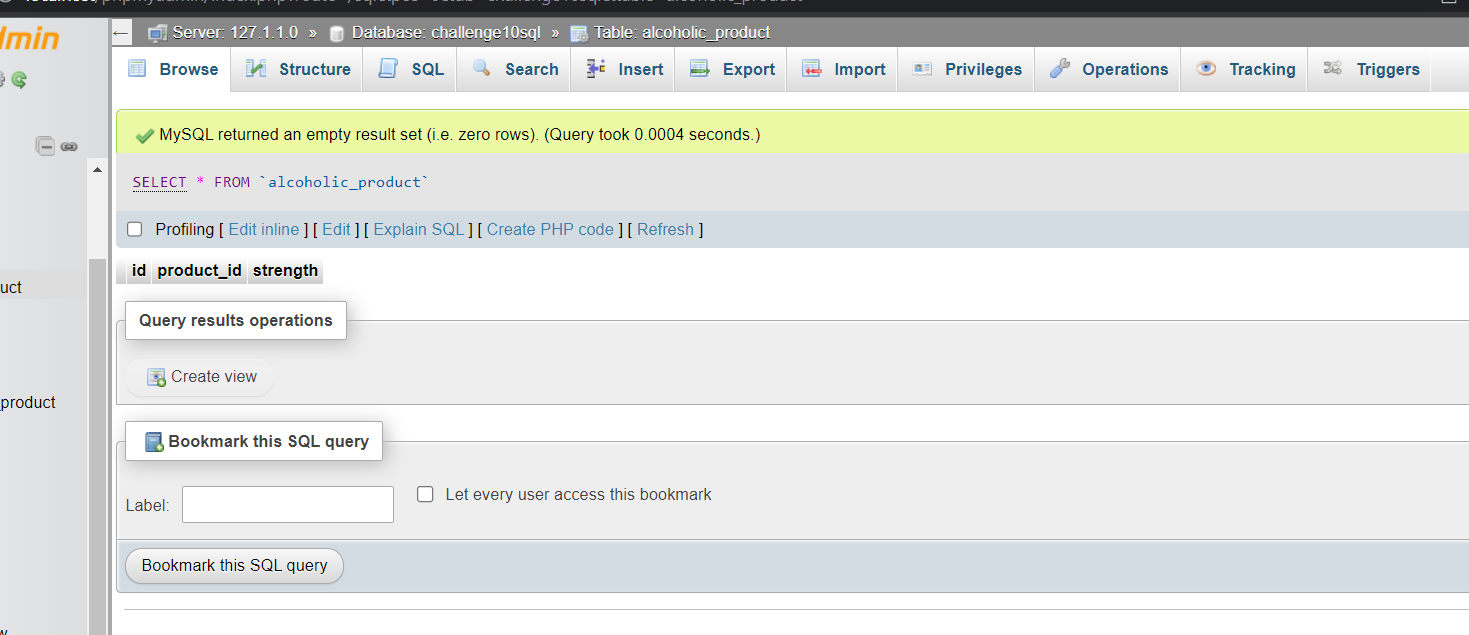 dmin
← Server: 127.1.1.0 » Database: challenge10sql » Table: alcoholic_product
Browse Structure SQL Search Insert Export Import Privileges Operations Tracking Triggers
MySQL returned an empty result set (i.e. zero rows). (Query took 0.0004 seconds.)
SELECT * FROM `alcoholic_product`
Profiling [ Edit inline ] [ Edit ] [ Explain SQL ] [ Create PHP code ] [ Refresh ]
id product_id strength
uct
Query results operations
Create view
product
Bookmark this SQL query
Label:
Let every user access this bookmark
Bookmark this SQL query